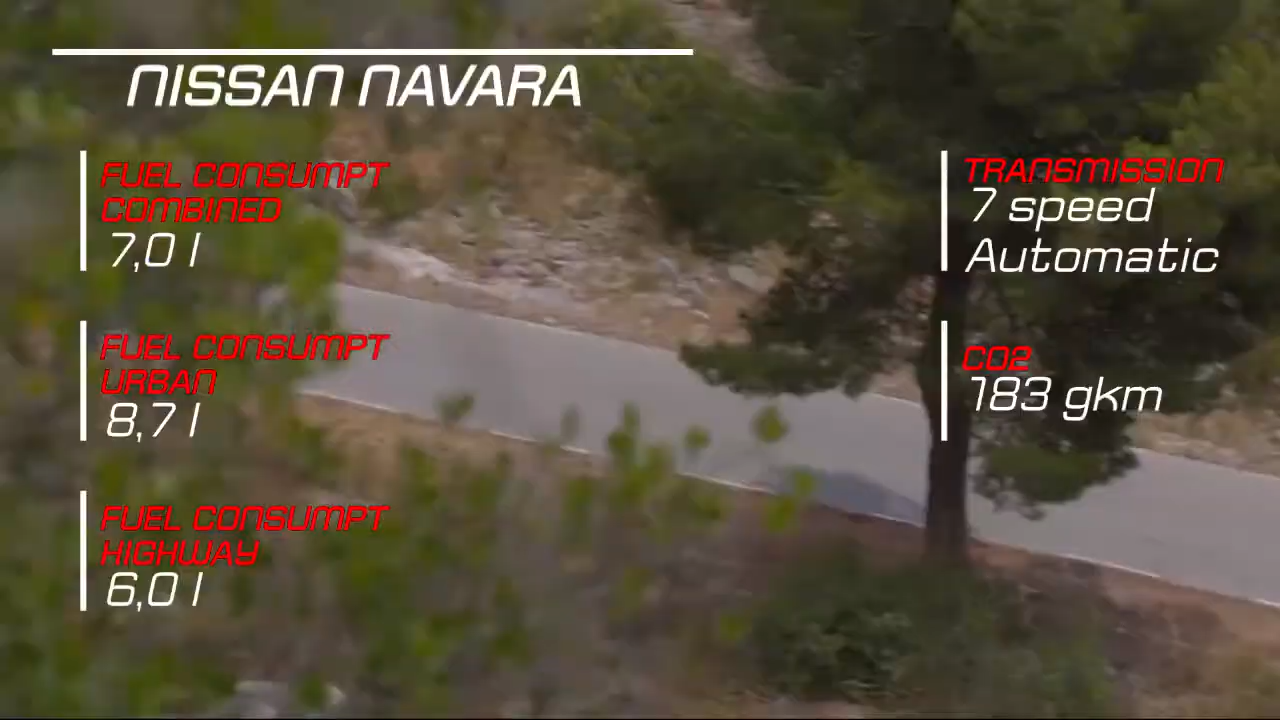 NISSAN NAVARA
FUEL CONSUMPT
COMBINED
7,0 l
FUEL CONSUMPT
URBAN
8,7 l
FUEL CONSUMPT
HIGHWAY
6,0 l
TRANSMISSION
7 speed
Automatic
CO2
183 gkm